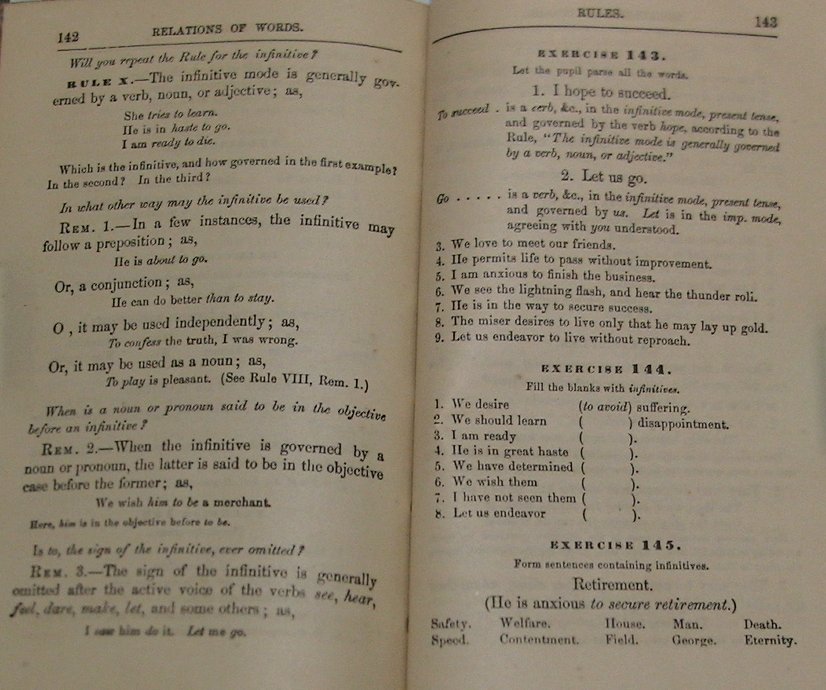 142 RELATIONS OF WORDS.
Will you repeat the Rule for the infinitive?
RULE X.—The infinitive mode is generally gov-
erned by a verb, noun, or adjective; as,
She tries to learn.
He is in haste to go.
I am ready to die.
Which is the infinitive, and how governed in the first example?
In the second? In the third?
In what other way may the infinitive be used?
REM. 1.—In a few instances, the infinitive may
follow a preposition; as,
He is about to go.
Or, a conjunction; as,
He can do better than to stay.
O , it may be used independently; as,
To confess the truth, I was wrong.
Or, it may be used as a noun; as,
To play is pleasant. (See Rule VIII, Rem. 1.)
When is a noun or pronoun said to be in the objective
before an infinitive?
REM. 2.—When the infinitive is governed by a
noun or pronoun, the latter is said to be in the objective
case before the former; as,
We wish him to be a merchant.
Here, him is in the objective before to be.
Is to, the sign of the infinitive, ever omitted?
REM. 3.—The sign of the infinitive is generally
omitted after the active voice of the verbs see, hear,
feel, dare, make, let, and some others; as,
I saw him do it. Let me go.
RULES. 143
EXERCISE 143.
Let the pupil parse all the words.
1. I hope to succeed.
To succeed . is a verb, &c., in the infinitive mode, present tense,
and governed by the verb hope, according to the
Rule, "The infinitive mode is generally governed
by a verb, noun, or adjective."
2. Let us go.
Go . . . . . is a verb, &c., in the infinitive mode, present tense,
and governed by us. Let is in the imp. mode,
agreeing with you understood.
3. We love to meet our friends.
4. He permits life to pass without improvement.
5. I am anxious to finish the business.
6. We see the lightning flash, and hear the thunder roll.
7. He is in the way to secure success.
8. The miser desires to live only that he may lay up gold.
9. Let us endeavor to live without reproach.
EXERCISE 144.
Fill the blanks with infinitives.
1. We desire (to avoid) suffering.
2. We should learn ( ) disappointment.
3. I am ready ( ).
4. He is in great haste ( ).
5. We have determined ( ).
6. We wish them ( ).
7. I have not seen them ( ).
8. Let us endeavor ( ).
EXERCISE 145.
Form sentences containing infinitives.
Retirement.
(He is anxious to secure retirement.)
Safety. Welfare. House. Man. Death.
Speed. Contentment. Field. George. Eternity.